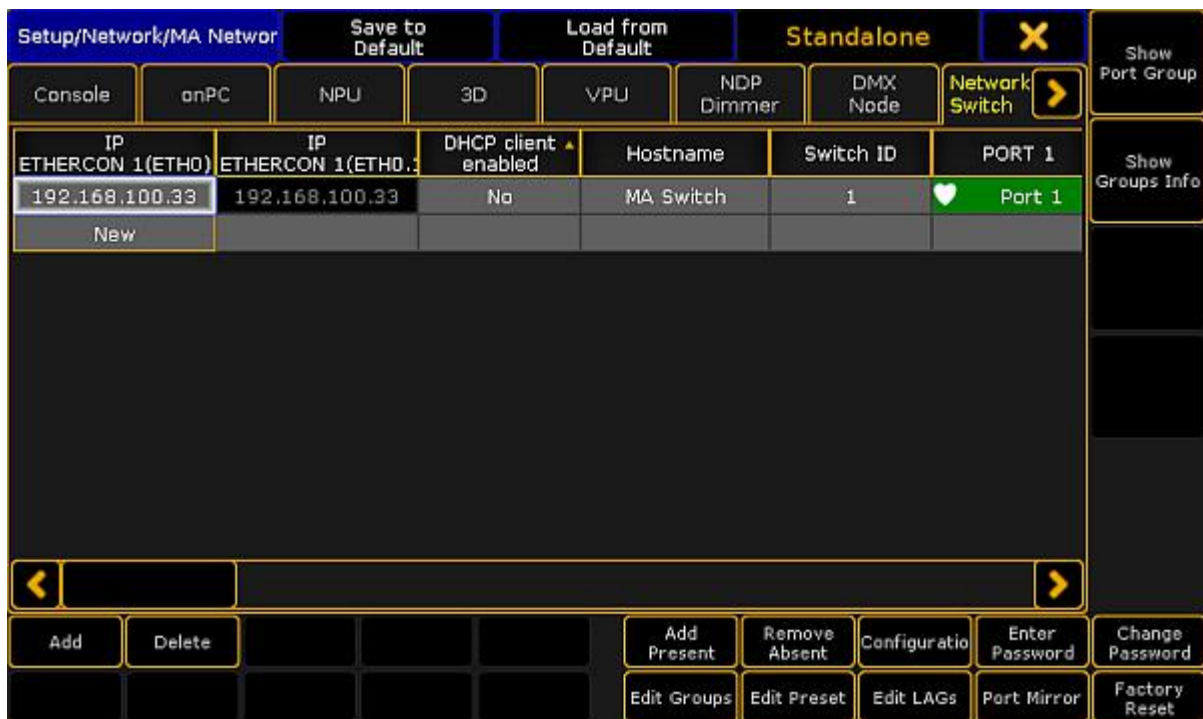 Setup/Network/MA Networ
Save to
Default
Load from
Default
Standalone
Show
Port Group
Console
onPC
NPU
3D
VPU
NDP
Dimmer
DMX
Node
Network
Switch
IP
ETHERCON 1(ETH0)
IP
ETHERCON 1(ETH0.1
DHCP client
enabled
Hostname
Switch ID
PORT 1
Show
Groups Info
192.168.100.33
192.168.100.33
No
MA Switch
1
Port 1
New
Add
Delete
Add
Present
Remove
Absent
Configuratio
Enter
Password
Change
Password
Edit Groups
Edit Preset
Edit LAGs
Port Mirror
Factory
Reset